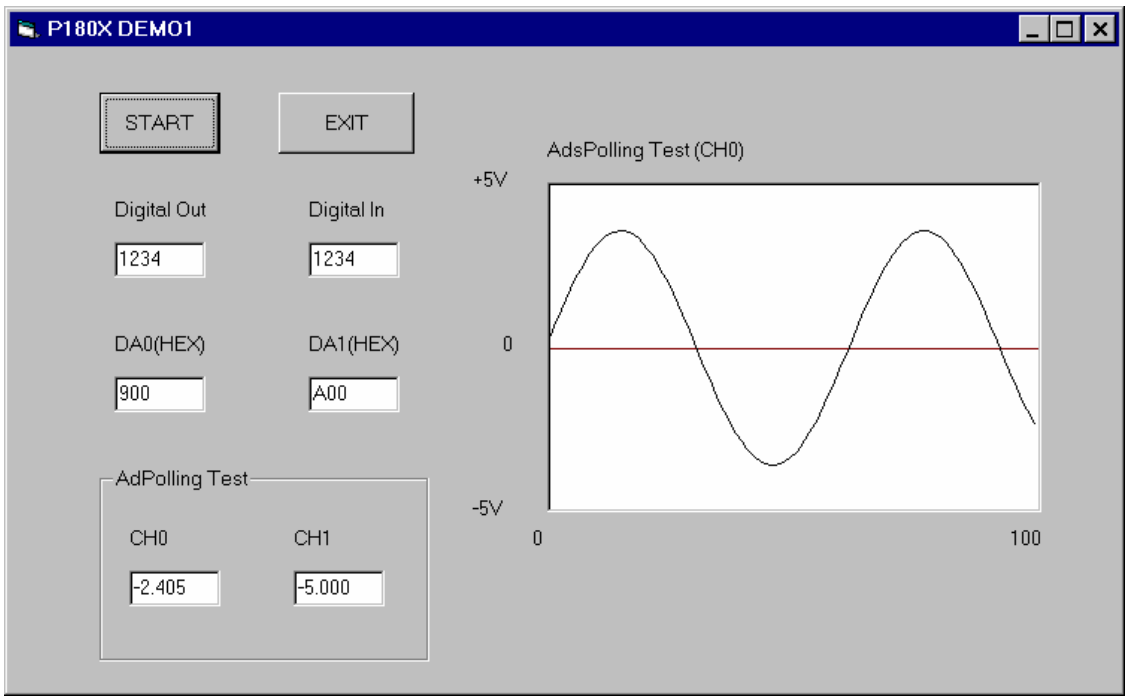 P180X DEMO1
START EXIT
AdsPolling Test (CH0)
+5V
Digital Out Digital In
1234 1234
DA0(HEX) DA1(HEX) 0
900 A00
AdPolling Test
-5V
CH0 CH1 0 100
-2.405 -5.000